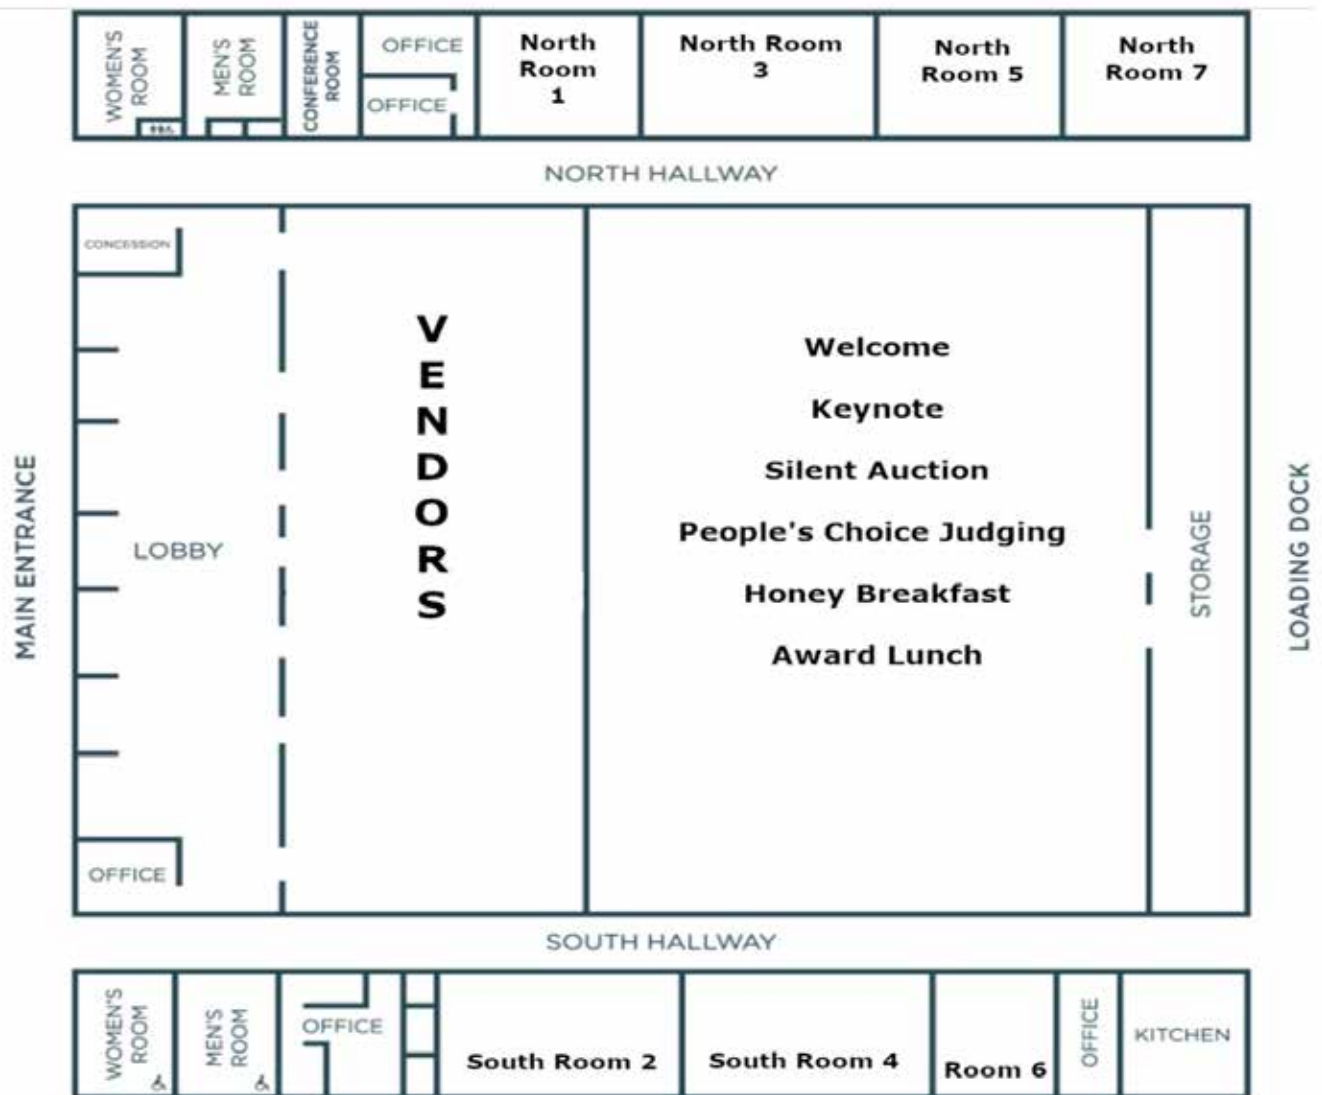 WOMEN'S
ROOM
MEN'S
ROOM
CONFERENCE
ROOM
OFFICE
OFFICE
North
Room
1
North Room
3
North
Room 5
North
Room 7
NORTH HALLWAY
CONCESSION
MAIN ENTRANCE
LOBBY
OFFICE
VENDORS
Welcome
Keynote
Silent Auction
People's Choice Judging
Honey Breakfast
Award Lunch
STORAGE
LOADING DOCK
SOUTH HALLWAY
WOMEN'S
ROOM
MEN'S
ROOM
OFFICE
South Room 2
South Room 4
Room 6
OFFICE
KITCHEN